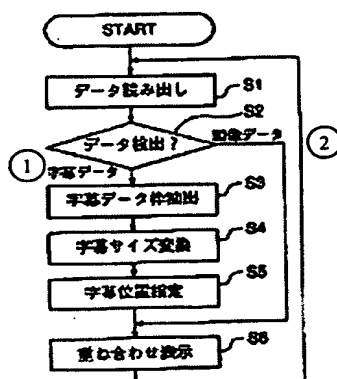 START
データ読み出し
S1
S2
データ検出?
画像データ
2
1
字幕データ
字幕データ枠抽出
S3
字幕サイズ変換
S4
字幕位置指定
S5
重ね合わせ表示
S6